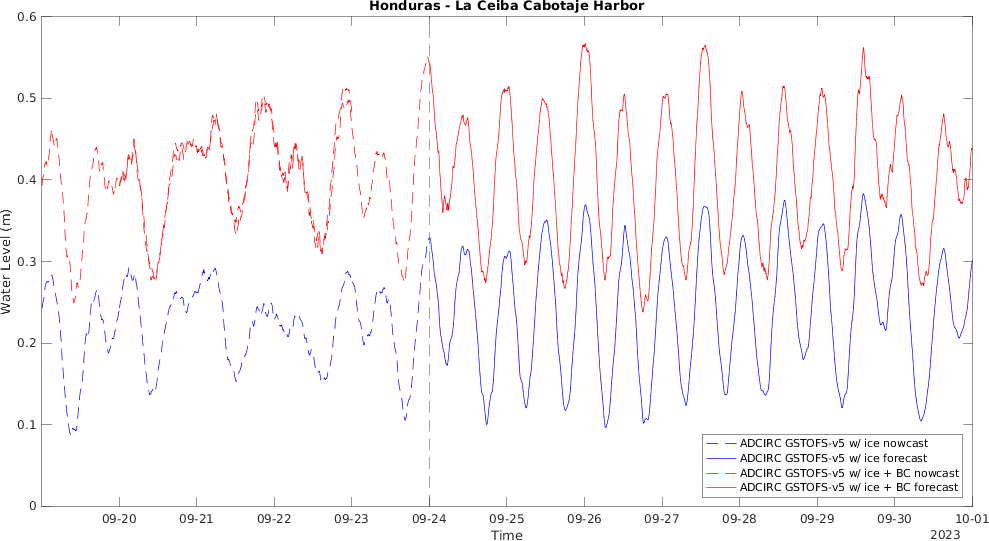 Honduras - La Ceiba Cabotaje Harbor
Water Level (m)
0.6
0.5
0.4
0.3
0.2
0.1
0
ADCIRC GSTOFS-v5 w/ ice nowcast
ADCIRC GSTOFS-v5 w/ ice forecast
ADCIRC GSTOFS-v5 w/ ice + BC nowcast
ADCIRC GSTOFS-v5 w/ ice + BC forecast
09-20 09-21 09-22 09-23 09-24 09-25 09-26 09-27 09-28 09-29 09-30 10-01
Time
2023